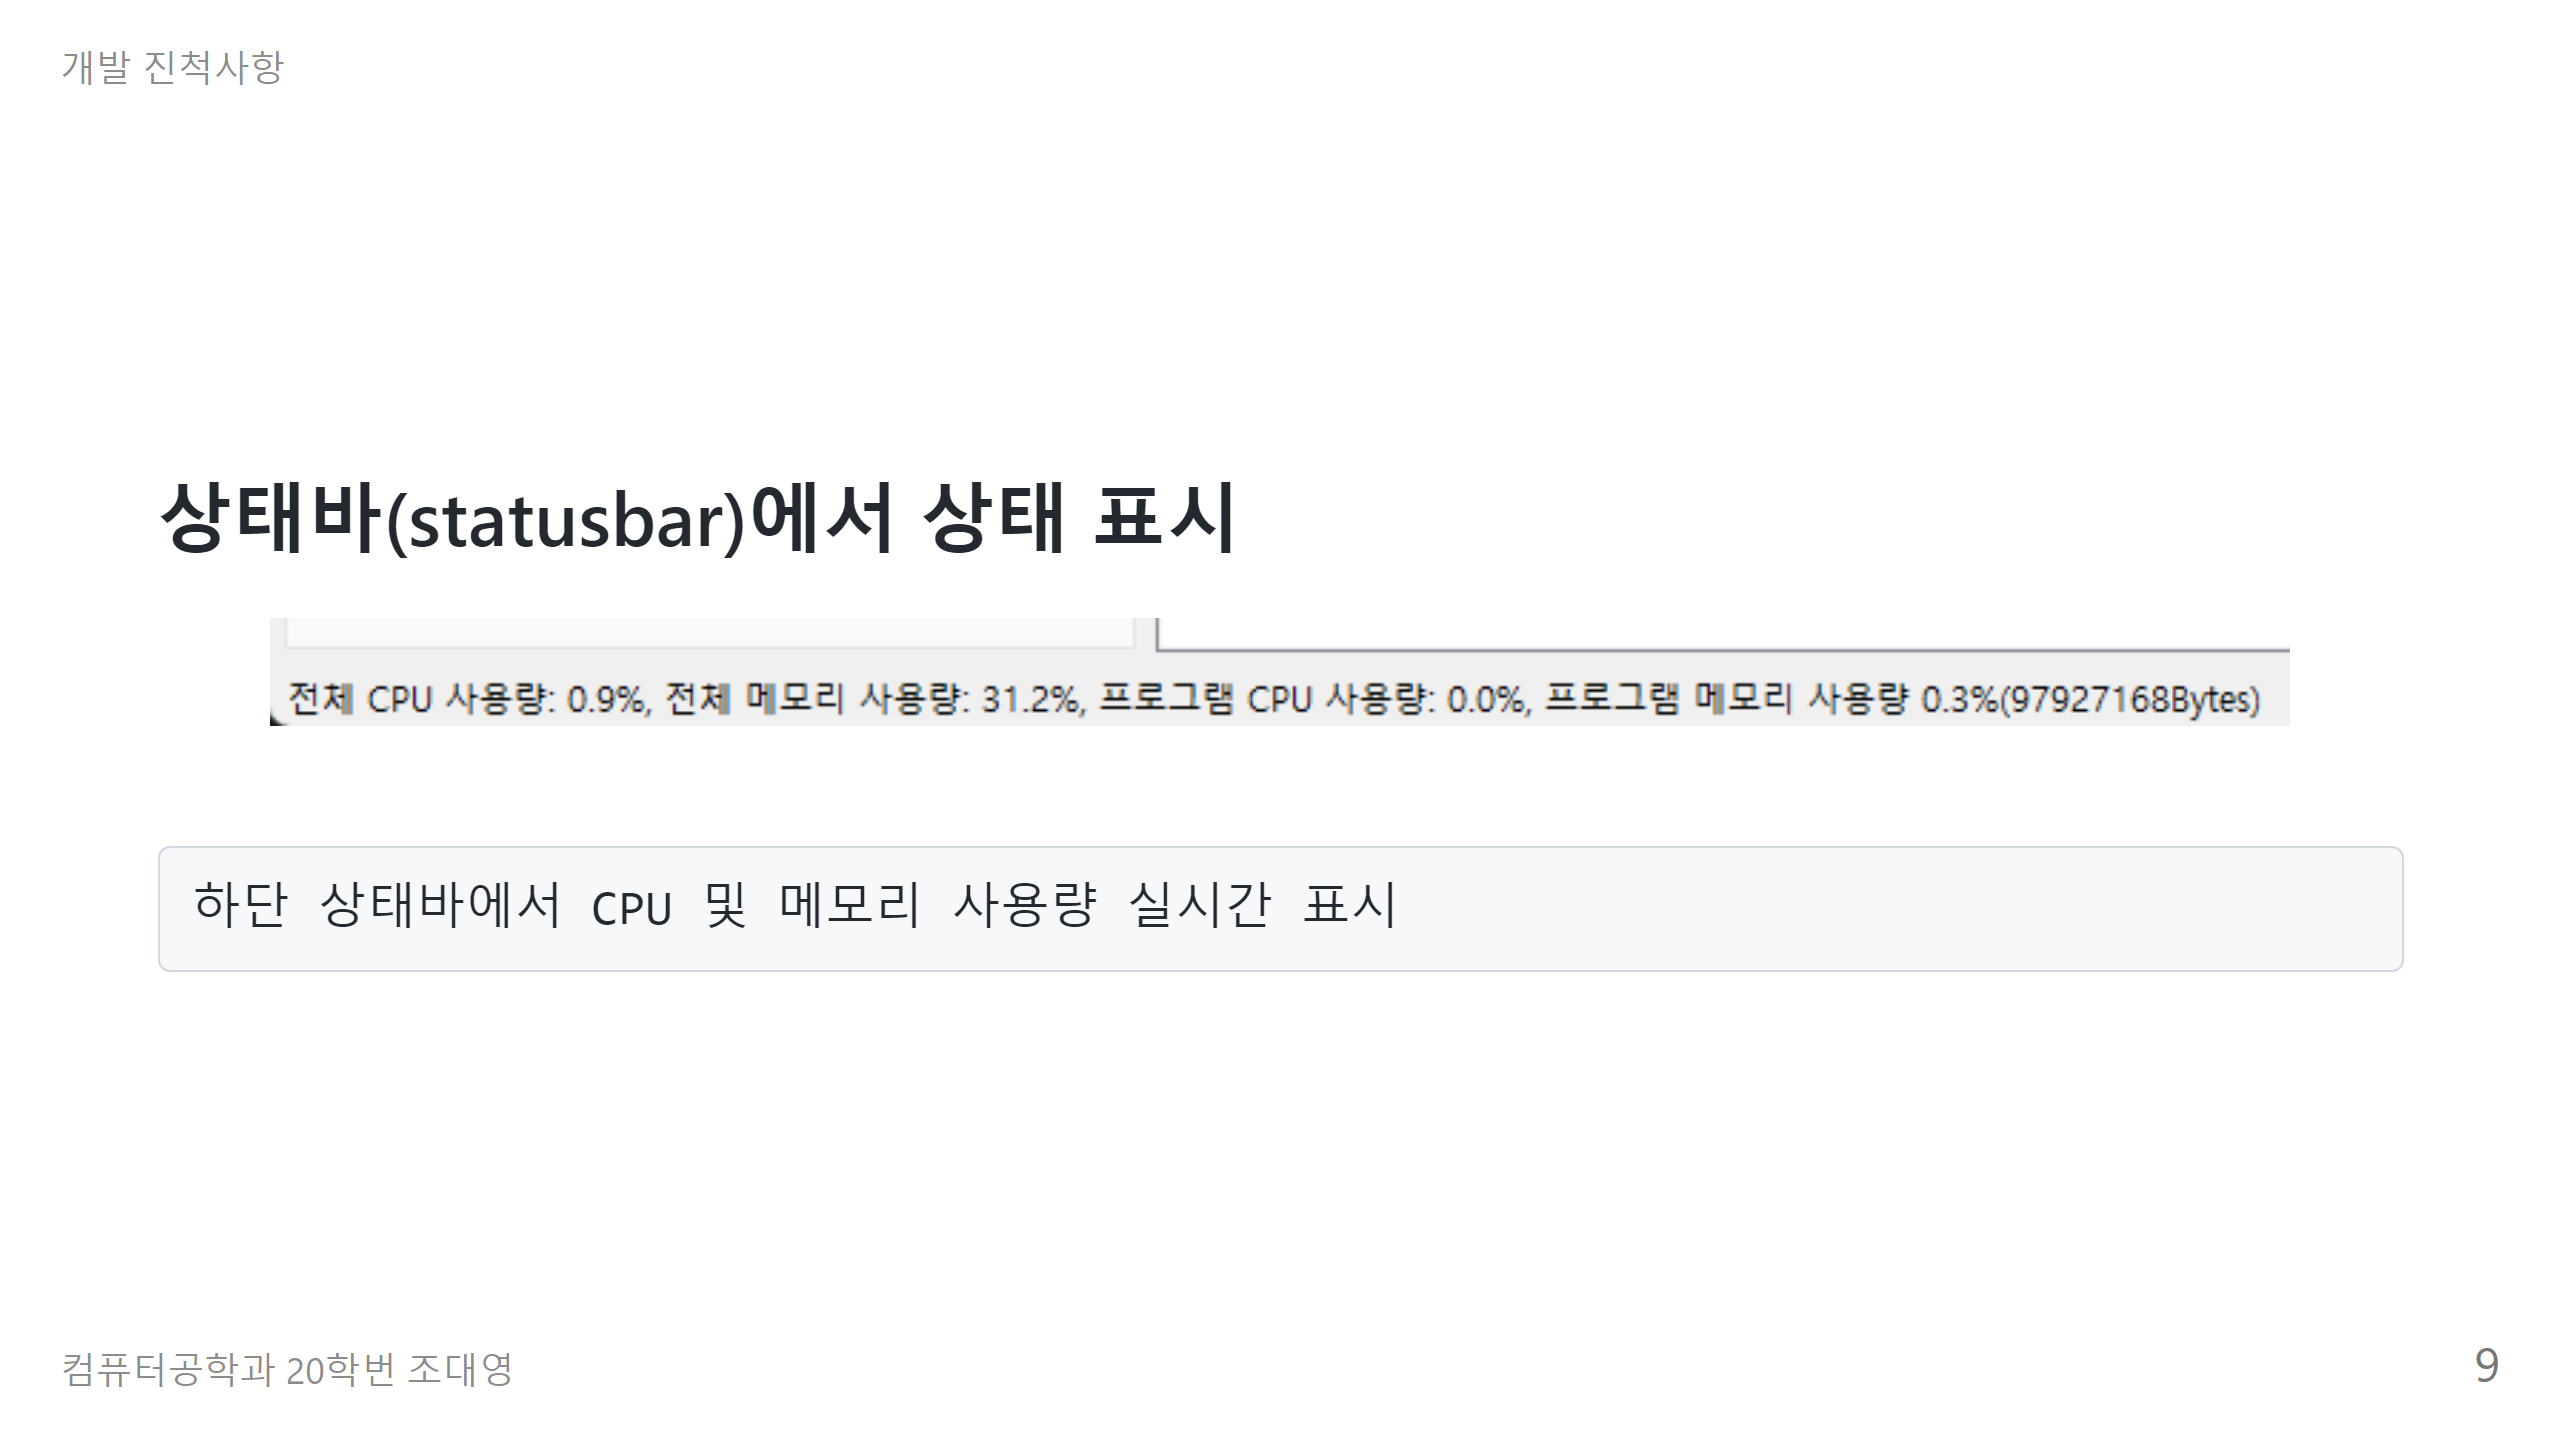 개발 진척사항
상태바(statusbar)에서 상태 표시
전체 CPU 사용량: 0.9%, 전체 메모리 사용량: 31.2%, 프로그램 CPU 사용량: 0.0%, 프로그램 메모리 사용량 0.3%(97927168Bytes)
하단 상태바에서 CPU 및 메모리 사용량 실시간 표시
컴퓨터공학과 20학번 조대영
9